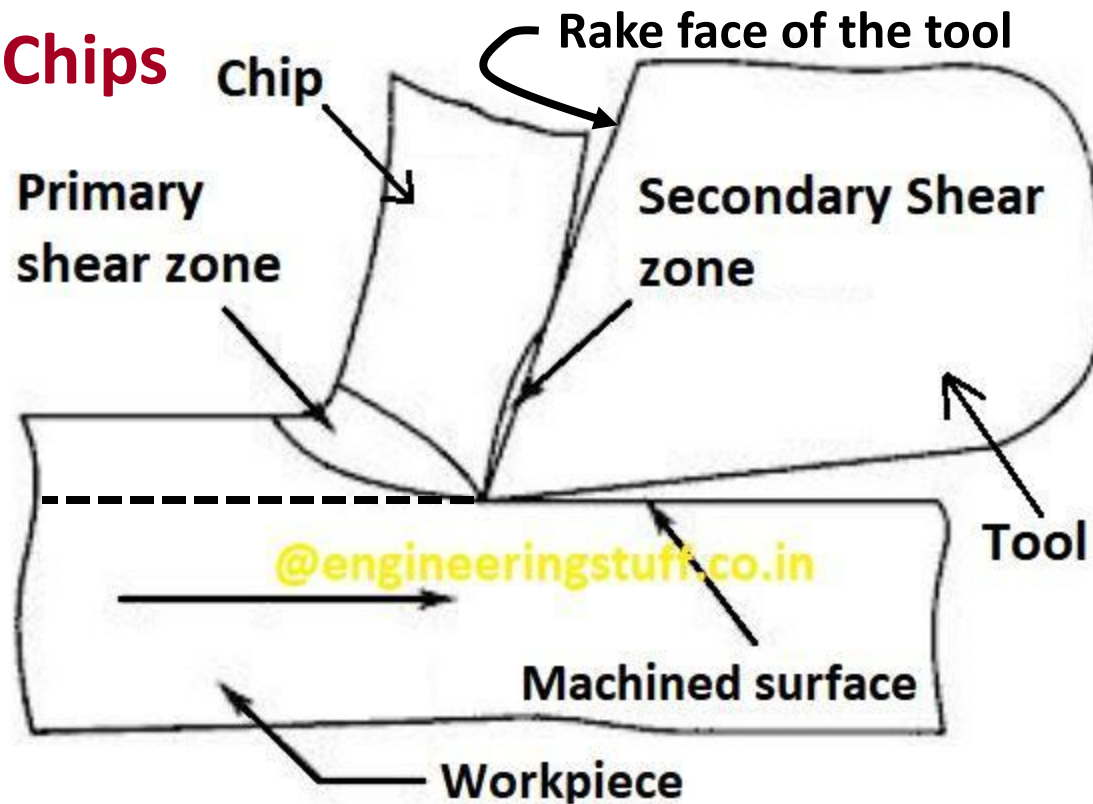 Chips
Rake face of the tool
Chip
Primary
shear zone
Secondary Shear
zone
@engineeringstuff.co.in
Tool
Machined surface
Workpiece